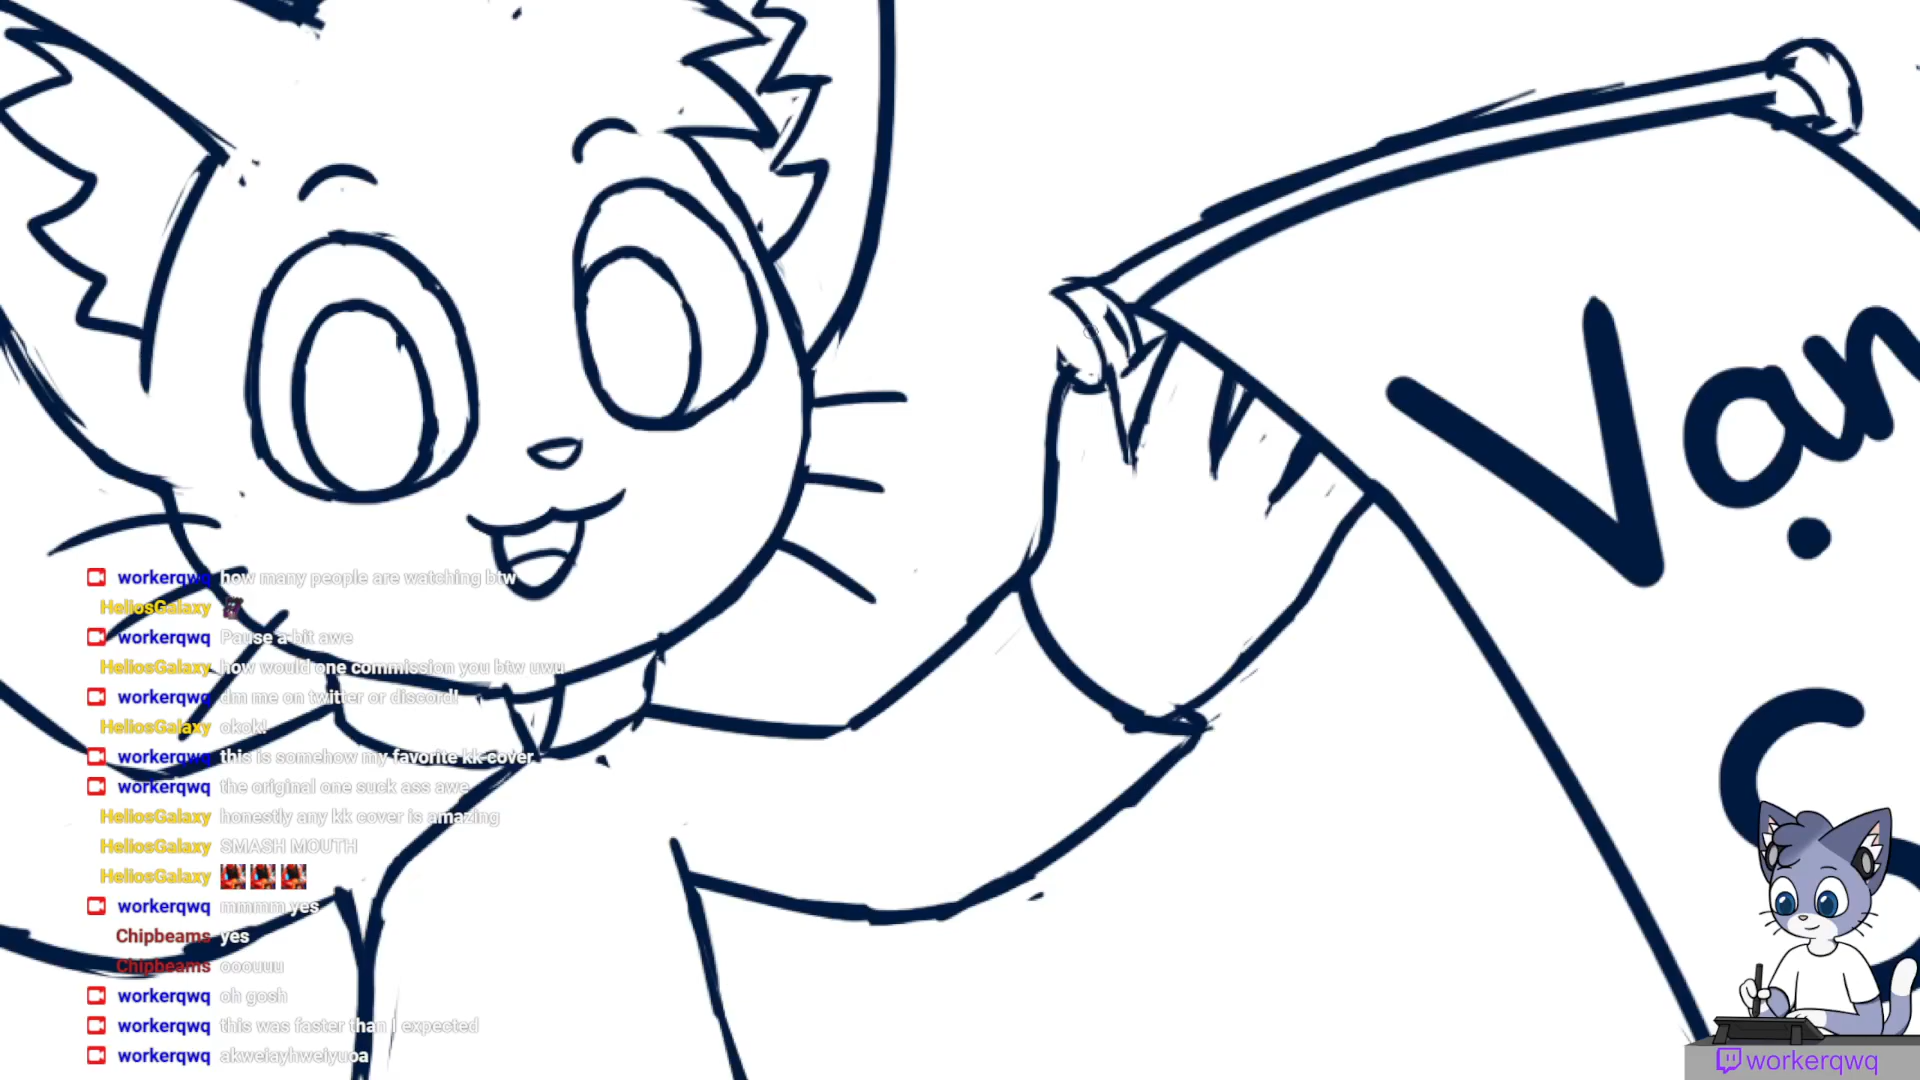 Van
workerqwq how many people are watching btw
HeliosGalaxy
workerqwq Pause a bit awe
HeliosGalaxy how would one commission you btw uwu
workerqwq dm me on twitter or discord!
HeliosGalaxy okok!
workerqwq this is somehow my favorite kk cover
workerqwq the original one suck ass awe
HeliosGalaxy honestly any kk cover is amazing
HeliosGalaxy SMASH MOUTH
HeliosGalaxy
workerqwq mmmm yes
Chipbeams yes
Chipbeams ooouuu
workerqwq oh gosh
workerqwq this was faster than I expected
workerqwq akweiayhweiyuoa
workerqwq